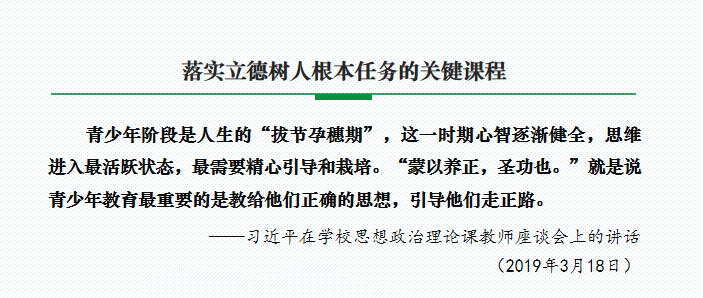 落实立德树人根本任务的关键课程
青少年阶段是人生的“拔节孕穗期”，这一时期心智逐渐健全，思维
进入最活跃状态，最需要精心引导和栽培。“蒙以养正，圣功也。”就是说
青少年教育最重要的是教给他们正确的思想，引导他们走正路。
——习近平在学校思想政治理论课教师座谈会上的讲话
（2019年3月18日）